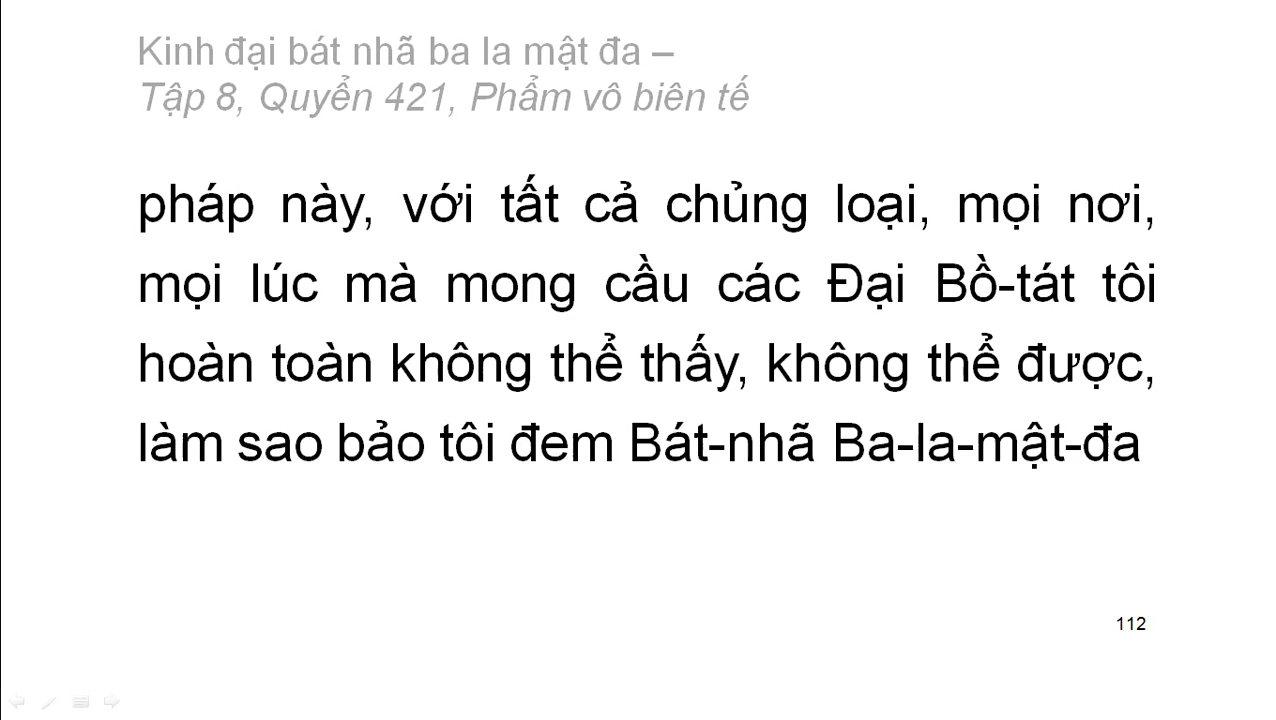 Kinh đại bát nhã ba la mật đa –
Tập 8, Quyển 421, Phẩm vô biên tế
pháp này, với tất cả chủng loại, mọi nơi,
mọi lúc mà mong cầu các Đại Bồ-tát tôi
hoàn toàn không thể thấy, không thể được,
làm sao bảo tôi đem Bát-nhã Ba-la-mật-đa
112